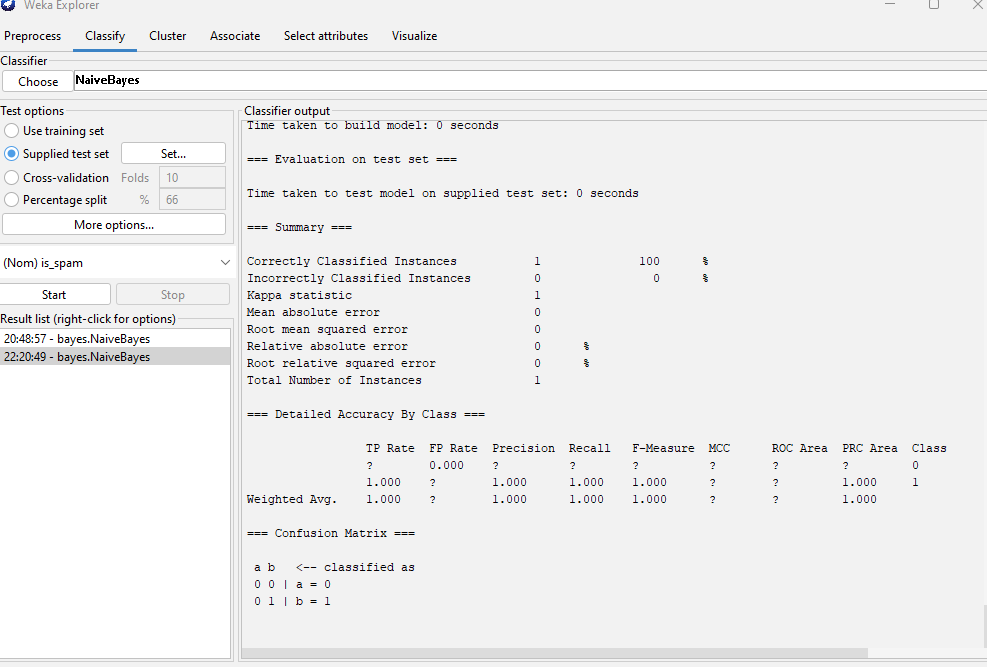 Weka Explorer
Preprocess Classify Cluster Associate Select attributes Visualize
Classifier
Choose NaiveBayes
Test options
Use training set
Supplied test set Set...
Cross-validation Folds 10
Percentage split % 66
More options...
(Nom) is_spam
Start Stop
Result list (right-click for options)
20:48:57 - bayes.NaiveBayes
22:20:49 - bayes.NaiveBayes
Classifier output
Time taken to build model: 0 seconds
=== Evaluation on test set ===
Time taken to test model on supplied test set: 0 seconds
=== Summary ===
Correctly Classified Instances 1 100 %
Incorrectly Classified Instances 0 0 %
Kappa statistic 1
Mean absolute error 0
Root mean squared error 0
Relative absolute error 0 %
Root relative squared error 0 %
Total Number of Instances 1
=== Detailed Accuracy By Class ===
TP Rate FP Rate Precision Recall F-Measure MCC ROC Area PRC Area Class
? 0.000 ? ? ? ? ? ? 0
1.000 ? 1.000 1.000 1.000 ? ? 1.000 1
Weighted Avg. 1.000 ? 1.000 1.000 1.000 ? ? 1.000
=== Confusion Matrix ===
a b <-- classified as
0 0 | a = 0
0 1 | b = 1